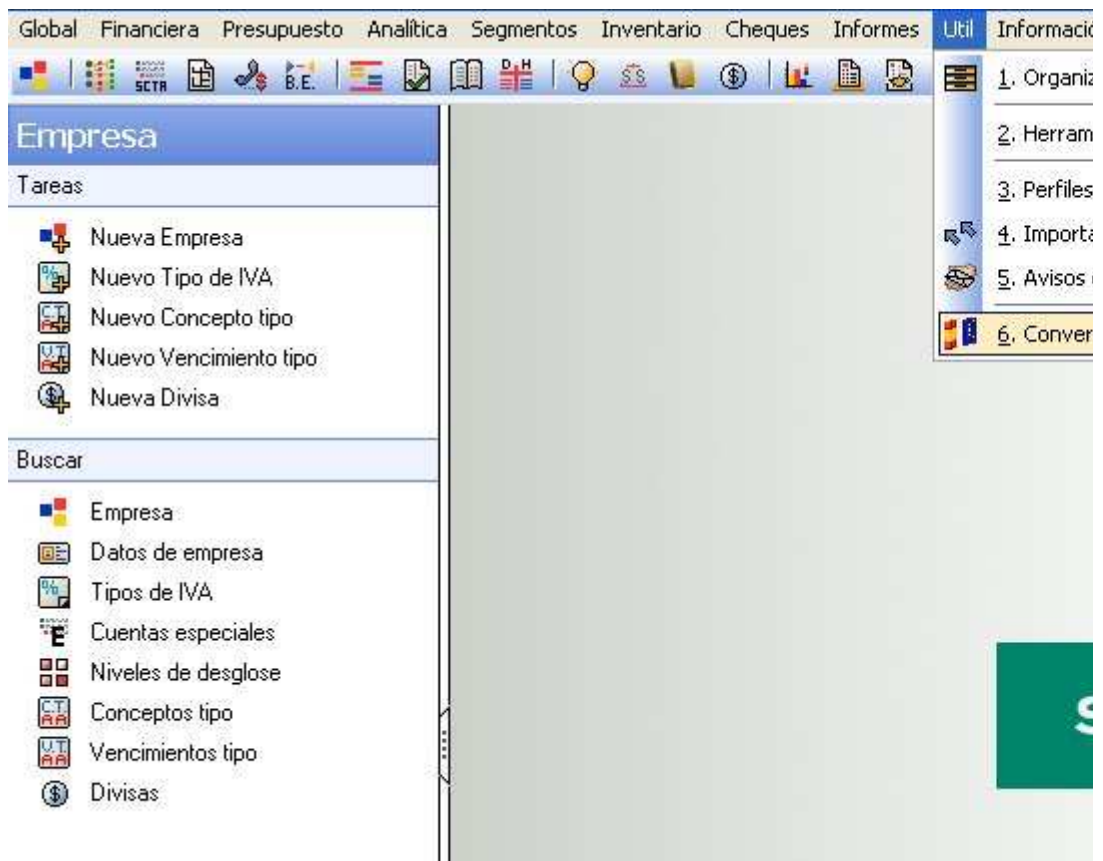 Global Financiera Presupuesto Analítica Segmentos Inventario Cheques Informes Util Informació
SCTA B.E. D H $$
Empresa
Tareas
Nueva Empresa
Nuevo Tipo de IVA
Nuevo Concepto tipo
Nuevo Vencimiento tipo
Nueva Divisa
Buscar
Empresa
Datos de empresa
Tipos de IVA
Cuentas especiales
Niveles de desglose
Conceptos tipo
Vencimientos tipo
Divisas
1. Organiz
2. Herram
3. Perfiles
4. Importa
5. Avisos
6. Conver
S